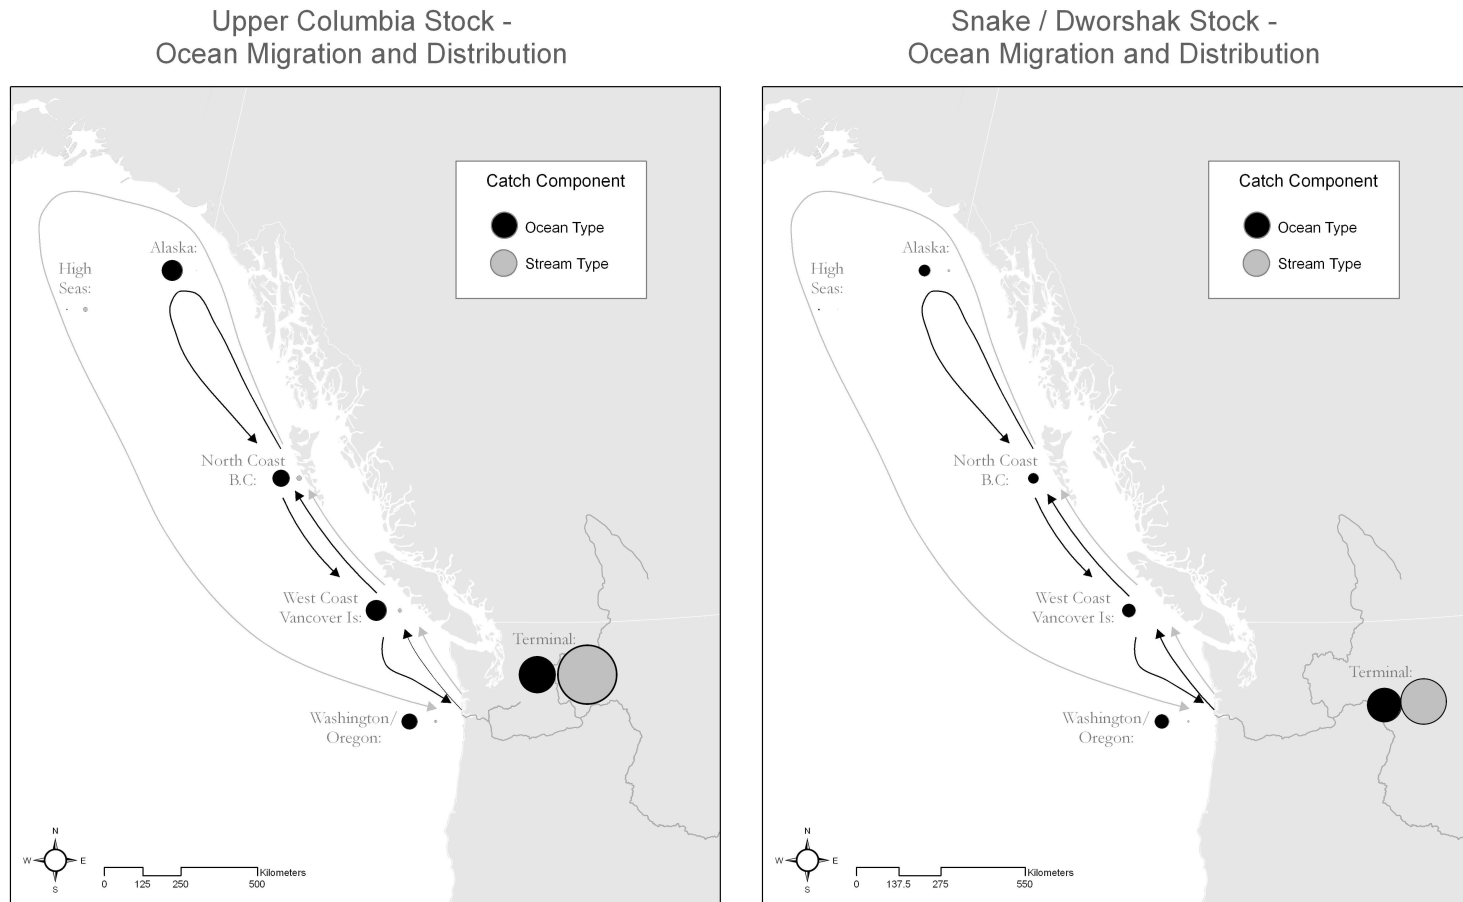 Upper Columbia Stock -
Ocean Migration and Distribution
Catch Component
Ocean Type
Stream Type
Alaska:
High
Seas:
North Coast
B.C:
West Coast
Vancover Is:
Terminal:
Washington/
Oregon:
N
W
E
S
0
125
250
500
Kilometers
Snake / Dworshak Stock -
Ocean Migration and Distribution
Catch Component
Ocean Type
Stream Type
Alaska:
High
Seas:
North Coast
B.C:
West Coast
Vancover Is:
Terminal:
Washington/
Oregon:
N
W
E
S
0
137.5
275
550
Kilometers